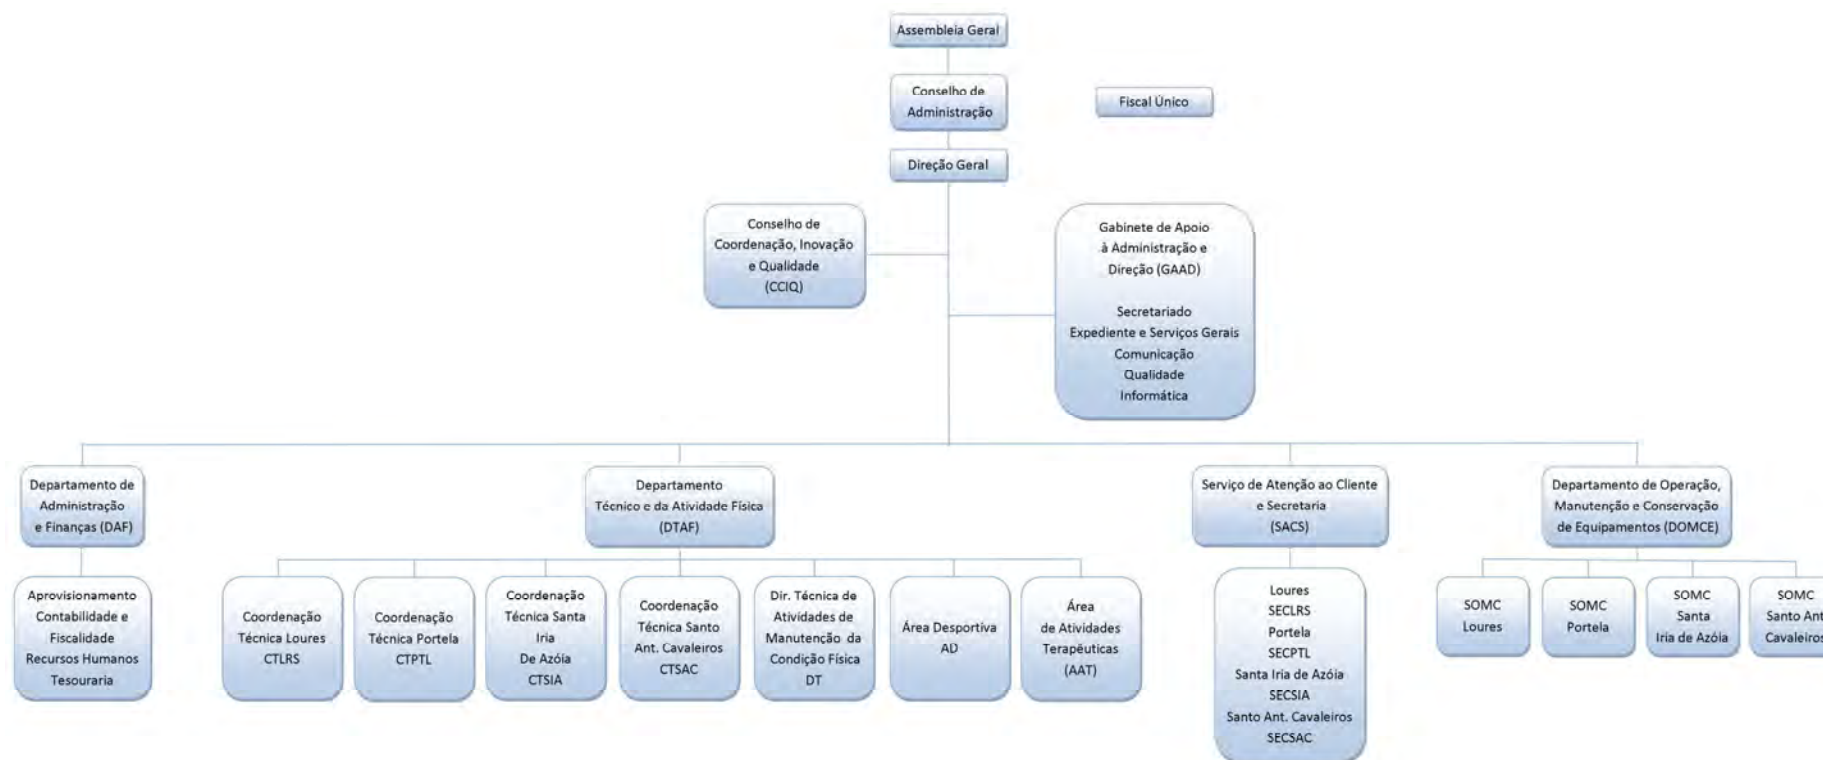 Assembleia Geral
Conselho de
Administração
Fiscal Único
Direção Geral
Conselho de
Coordenação, Inovação
e Qualidade
(CCIQ)
Gabinete de Apoio
à Administração e
Direção (GAAD)
Secretariado
Expediente e Serviços Gerais
Comunicação
Qualidade
Informática
Departamento de
Administração
e Finanças (DAF)
Departamento
Técnico e da Atividade Física
(DTAF)
Serviço de Atenção ao Cliente
e Secretaria
(SACS)
Departamento de Operação,
Manutenção e Conservação
de Equipamentos (DOMCE)
Aprovisionamento
Contabilidade e
Fiscalidade
Recursos Humanos
Tesouraria
Coordenação
Técnica Loures
CTLRS
Coordenação
Técnica Portela
CTPTL
Coordenação
Técnica Santa
Iria
De Azóia
CTSIA
Coordenação
Técnica Santo
Ant. Cavaleiros
CTSAC
Dir. Técnica de
Atividades de
Manutenção da
Condição Física
DT
Área Desportiva
AD
Área
de Atividades
Terapêuticas
(AAT)
Loures
SECLRS
Portela
SECPTL
Santa Iria de Azóia
SECSIA
Santo Ant. Cavaleiros
SECSAC
SOMC
Loures
SOMC
Portela
SOMC
Santa
Iria de Azóia
SOMC
Santo Ant
Cavaleiros